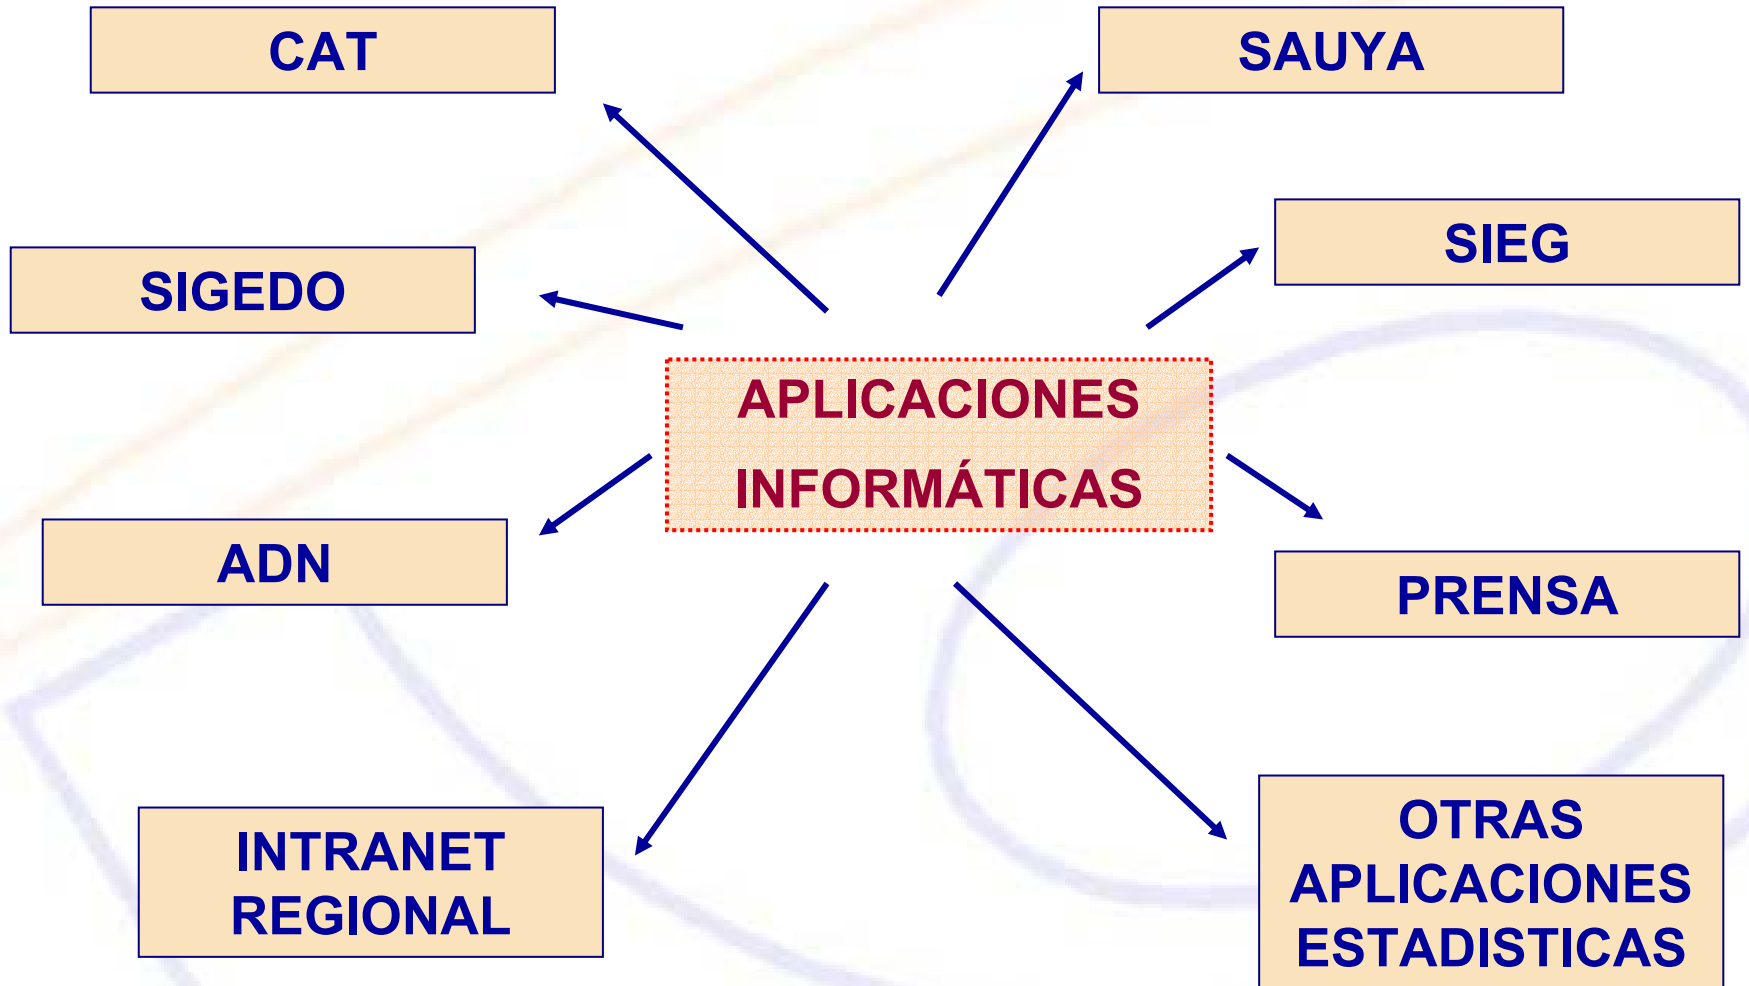 CAT
SAUYA
SIEG
SIGEDO
APLICACIONES
INFORMÁTICAS
ADN
PRENSA
INTRANET
REGIONAL
OTRAS
APLICACIONES
ESTADISTICAS